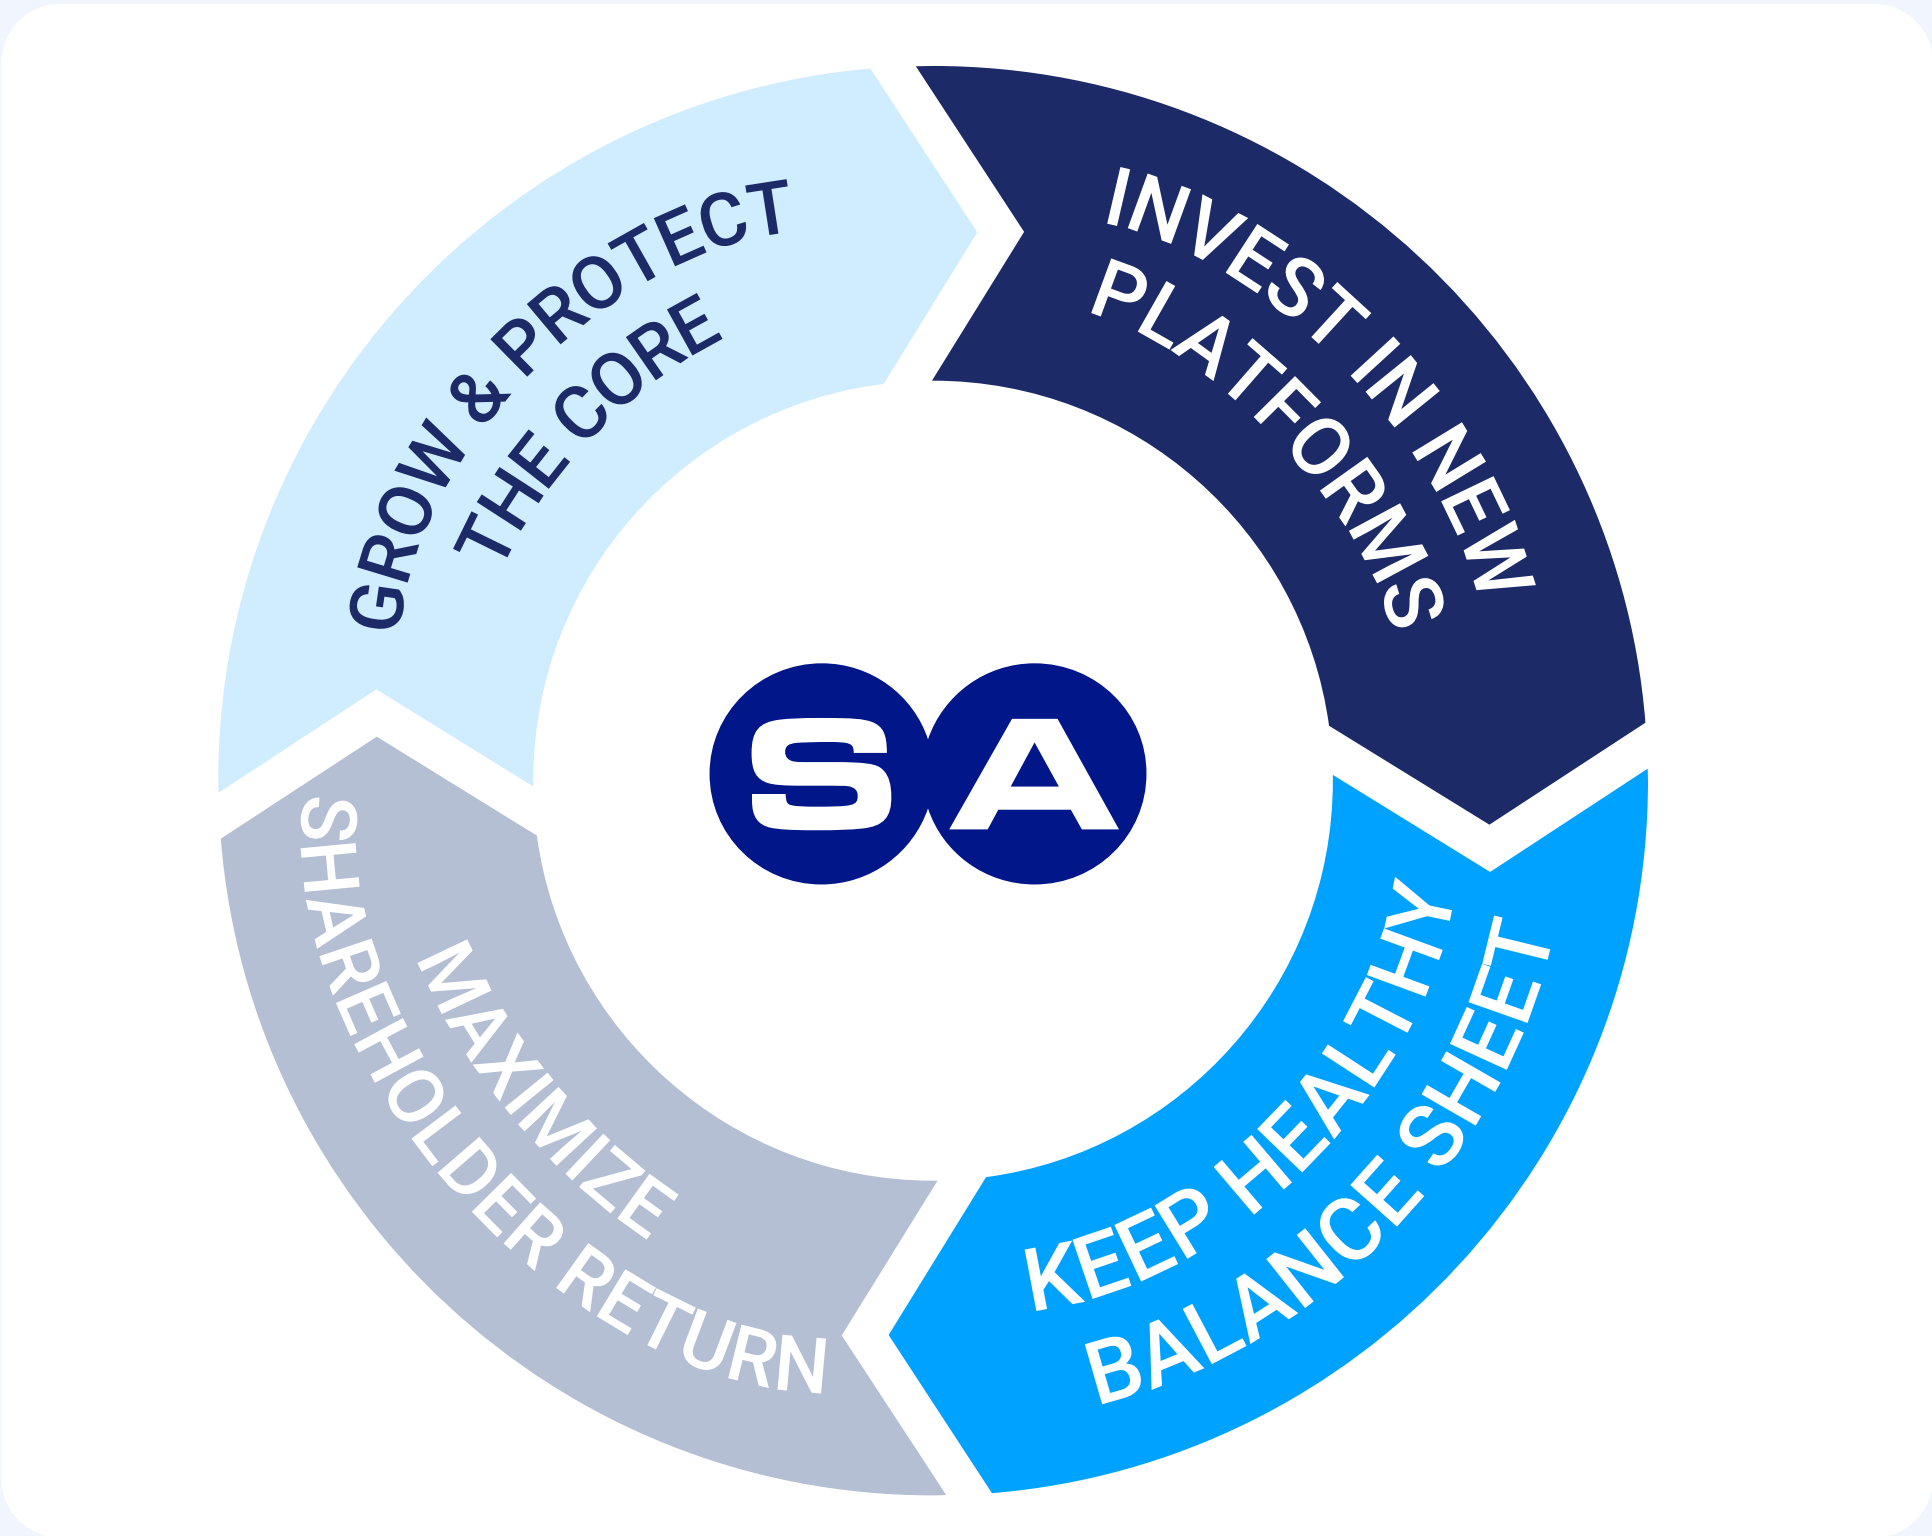 GROW & PROTECT
THE CORE
INVEST IN NEW
PLATFORMS
KEEP HEALTHY
BALANCE SHEET
MAXIMIZE
SHAREHOLDER RETURN
SA